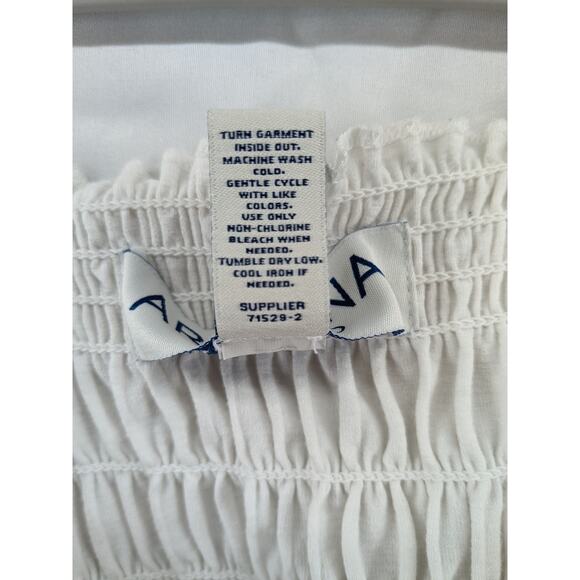 TURN GARMENT
INSIDE OUT.
MACHINE WASH
COLD.
GENTLE CYCLE
WITH LIKE
COLORS.
USE ONLY
NON-CHLORINE
BLEACH WHEN
NEEDED.
TUMBLE DRY LOW.
COOL IRON IF
NEEDED.
SUPPLIER
71529-2